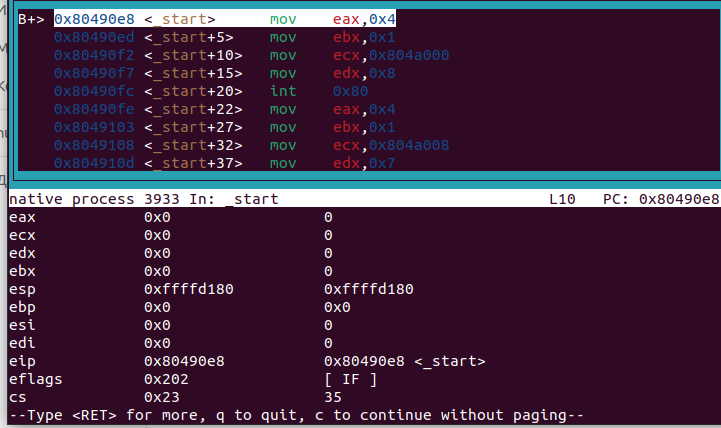 B+> 0x80490e8 <_start> mov eax,0x4
0x80490ed <_start+5> mov ebx,0x1
0x80490f2 <_start+10> mov ecx,0x804a000
0x80490f7 <_start+15> mov edx,0x8
0x80490fc <_start+20> int 0x80
0x80490fe <_start+22> mov eax,0x4
0x8049103 <_start+27> mov ebx,0x1
0x8049108 <_start+32> mov ecx,0x804a008
0x804910d <_start+37> mov edx,0x7
native process 3933 In: _start L10 PC: 0x80490e8
eax 0x0 0
ecx 0x0 0
edx 0x0 0
ebx 0x0 0
esp 0xffffd180 0xffffd180
ebp 0x0 0x0
esi 0x0 0
edi 0x0 0
eip 0x80490e8 0x80490e8 <_start>
eflags 0x202 [ IF ]
cs 0x23 35
--Type <RET> for more, q to quit, c to continue without paging--